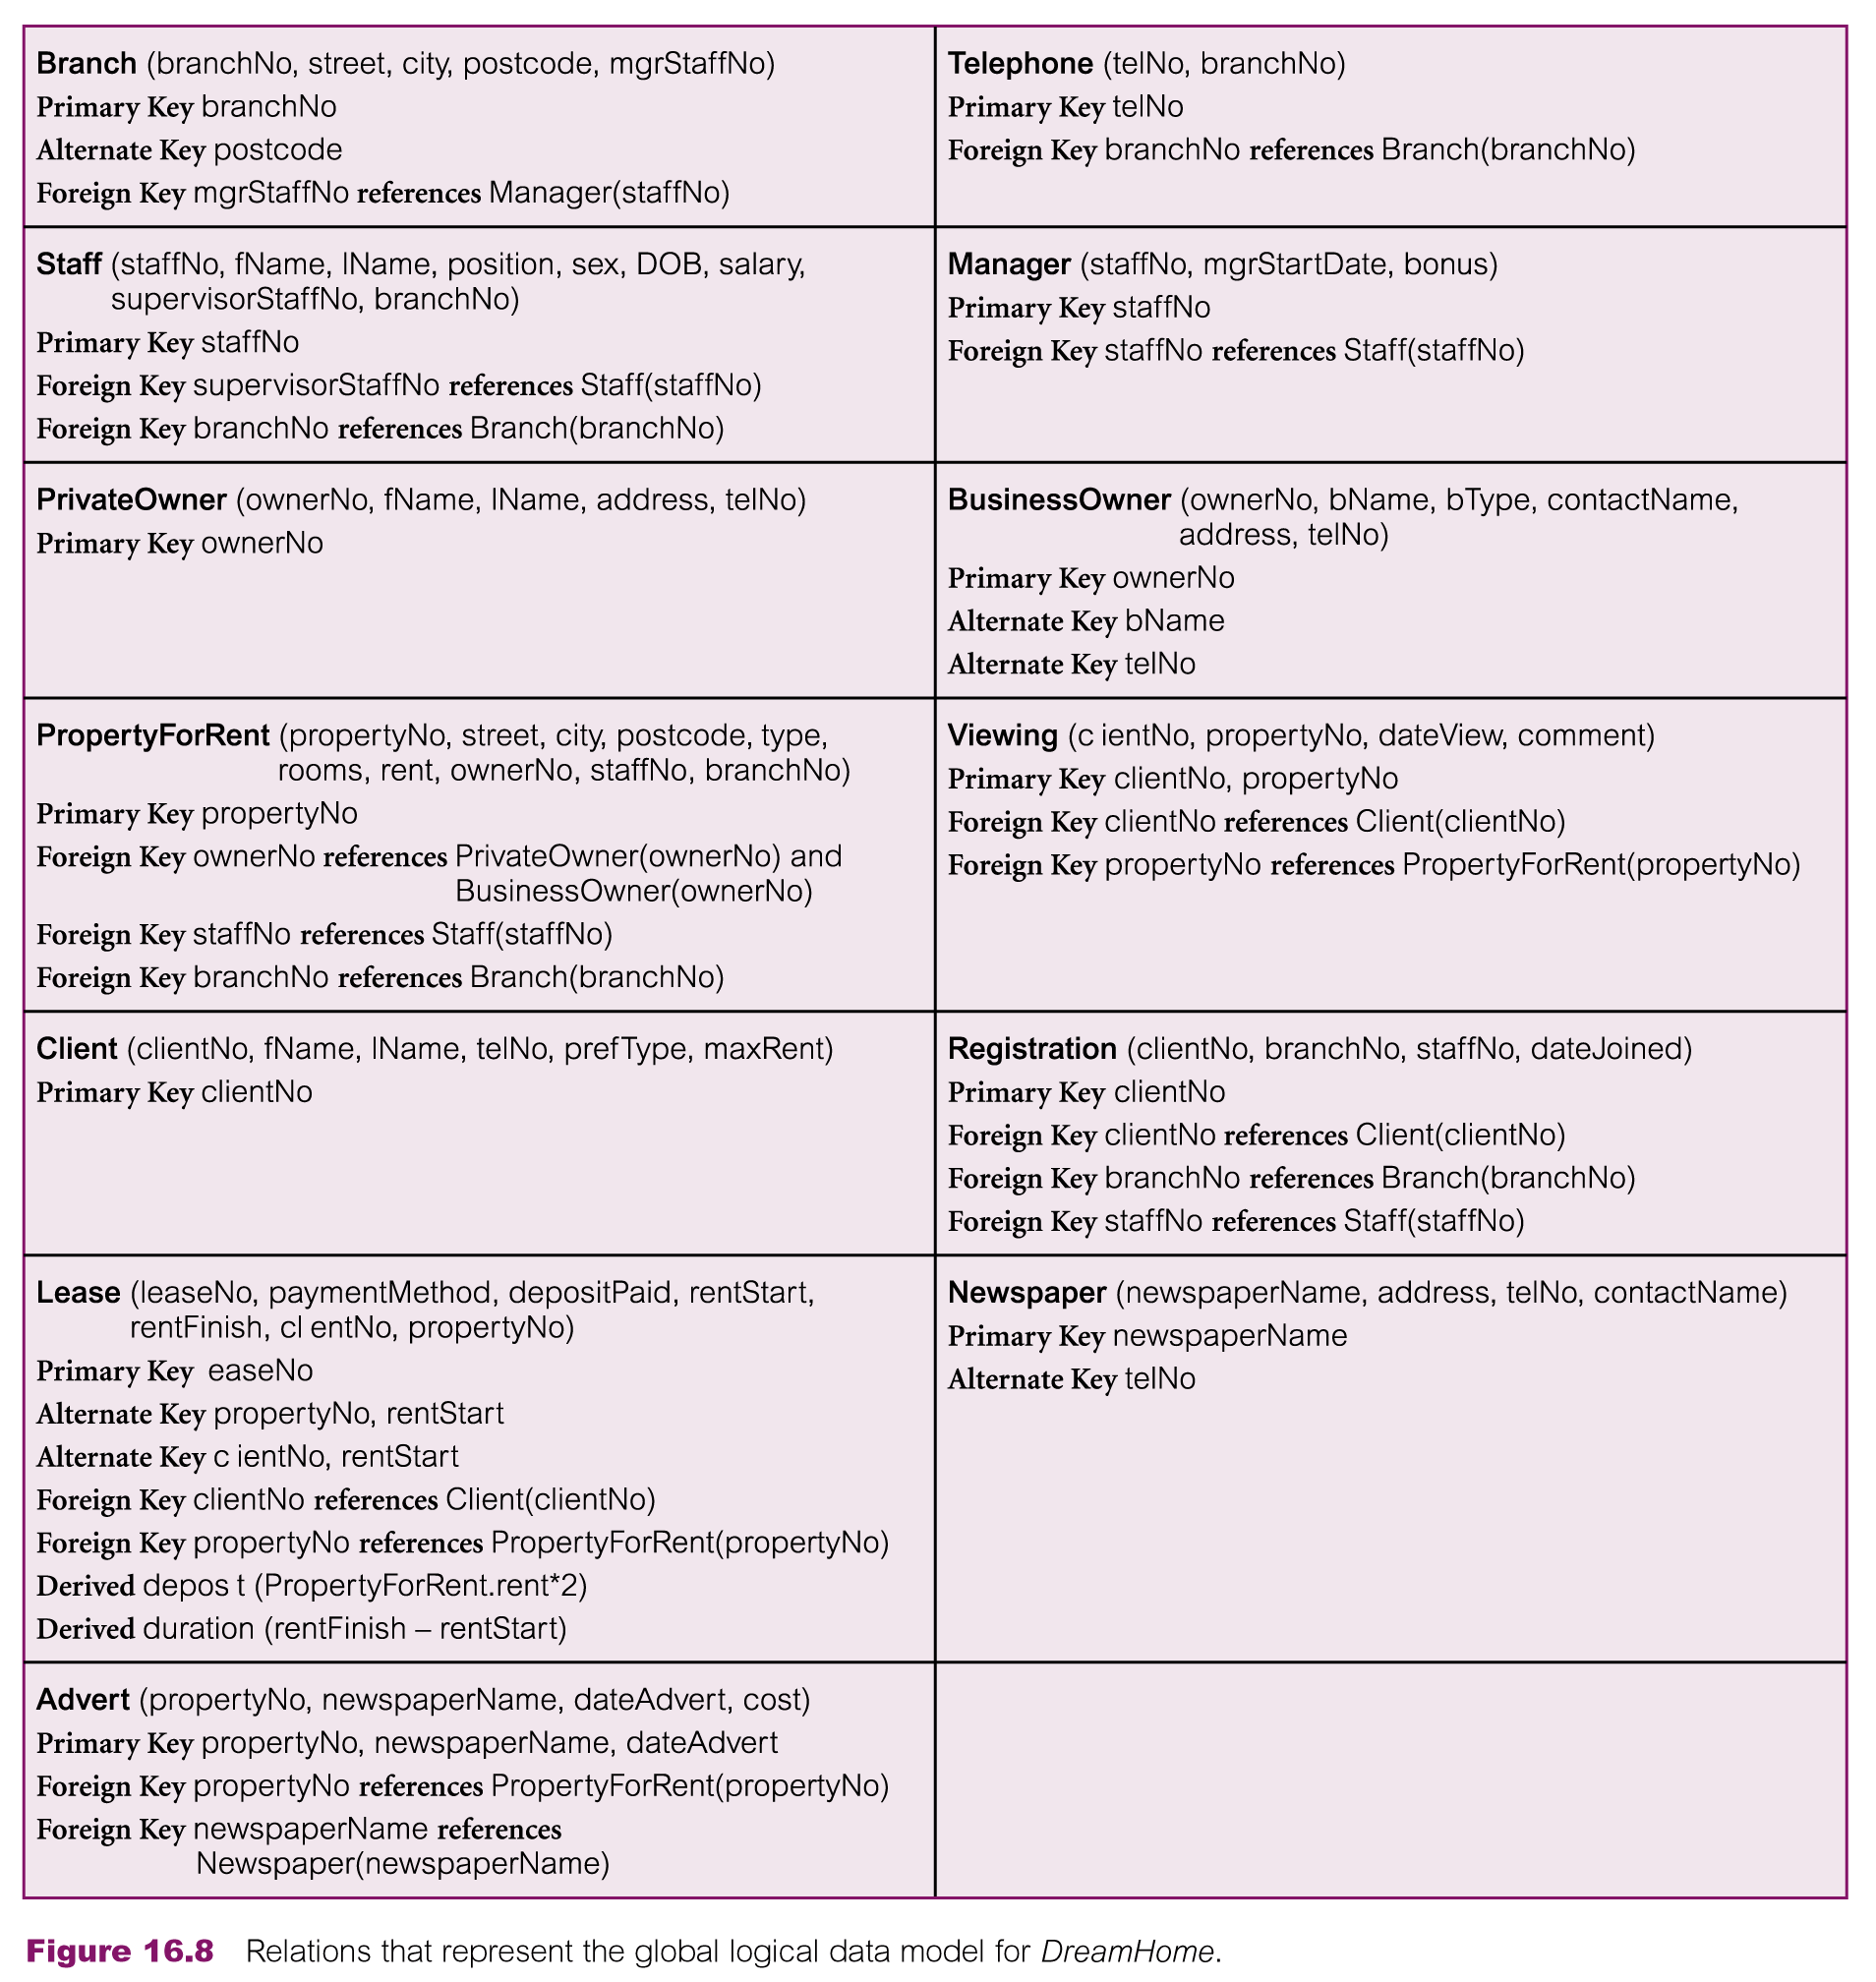 Branch (branchNo, street, city, postcode, mgrStaffNo)
Primary Key branchNo
Alternate Key postcode
Foreign Key mgrStaffNo references Manager(staffNo)
Telephone (telNo, branchNo)
Primary Key telNo
Foreign Key branchNo references Branch(branchNo)
Staff (staffNo, fName, lName, position, sex, DOB, salary,
supervisorStaffNo, branchNo)
Primary Key staffNo
Foreign Key supervisorStaffNo references Staff(staffNo)
Foreign Key branchNo references Branch(branchNo)
Manager (staffNo, mgrStartDate, bonus)
Primary Key staffNo
Foreign Key staffNo references Staff(staffNo)
PrivateOwner (ownerNo, fName, lName, address, telNo)
Primary Key ownerNo
BusinessOwner (ownerNo, bName, bType, contactName,
address, telNo)
Primary Key ownerNo
Alternate Key bName
Alternate Key telNo
PropertyForRent (propertyNo, street, city, postcode, type,
rooms, rent, ownerNo, staffNo, branchNo)
Primary Key propertyNo
Foreign Key ownerNo references PrivateOwner(ownerNo) and
BusinessOwner(ownerNo)
Foreign Key staffNo references Staff(staffNo)
Foreign Key branchNo references Branch(branchNo)
Viewing (c ientNo, propertyNo, dateView, comment)
Primary Key clientNo, propertyNo
Foreign Key clientNo references Client(clientNo)
Foreign Key propertyNo references PropertyForRent(propertyNo)
Client (clientNo, fName, lName, telNo, prefType, maxRent)
Primary Key clientNo
Registration (clientNo, branchNo, staffNo, dateJoined)
Primary Key clientNo
Foreign Key clientNo references Client(clientNo)
Foreign Key branchNo references Branch(branchNo)
Foreign Key staffNo references Staff(staffNo)
Lease (leaseNo, paymentMethod, depositPaid, rentStart,
rentFinish, cl entNo, propertyNo)
Primary Key easeNo
Alternate Key propertyNo, rentStart
Alternate Key c ientNo, rentStart
Foreign Key clientNo references Client(clientNo)
Foreign Key propertyNo references PropertyForRent(propertyNo)
Derived depos t (PropertyForRent.rent*2)
Derived duration (rentFinish – rentStart)
Newspaper (newspaperName, address, telNo, contactName)
Primary Key newspaperName
Alternate Key telNo
Advert (propertyNo, newspaperName, dateAdvert, cost)
Primary Key propertyNo, newspaperName, dateAdvert
Foreign Key propertyNo references PropertyForRent(propertyNo)
Foreign Key newspaperName references
Newspaper(newspaperName)
Figure 16.8 Relations that represent the global logical data model for DreamHome.